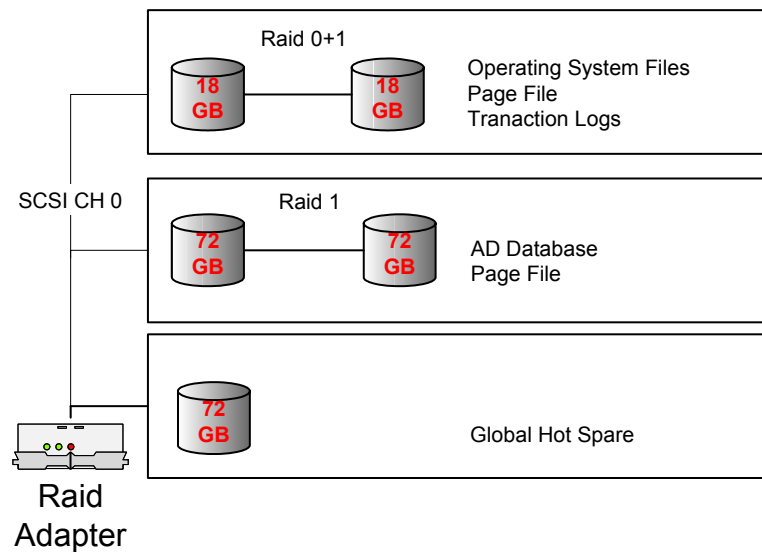 Raid 0+1
18
GB
18
GB
Operating System Files
Page File
Tranaction Logs
SCSI CH 0
Raid 1
72
GB
72
GB
AD Database
Page File
72
GB
Global Hot Spare
Raid
Adapter